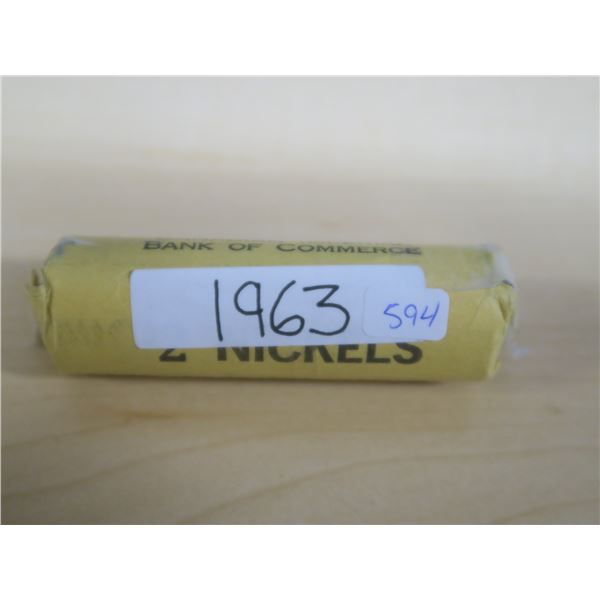 BANK OF COMMERCE
1963
594
2 NICKELS